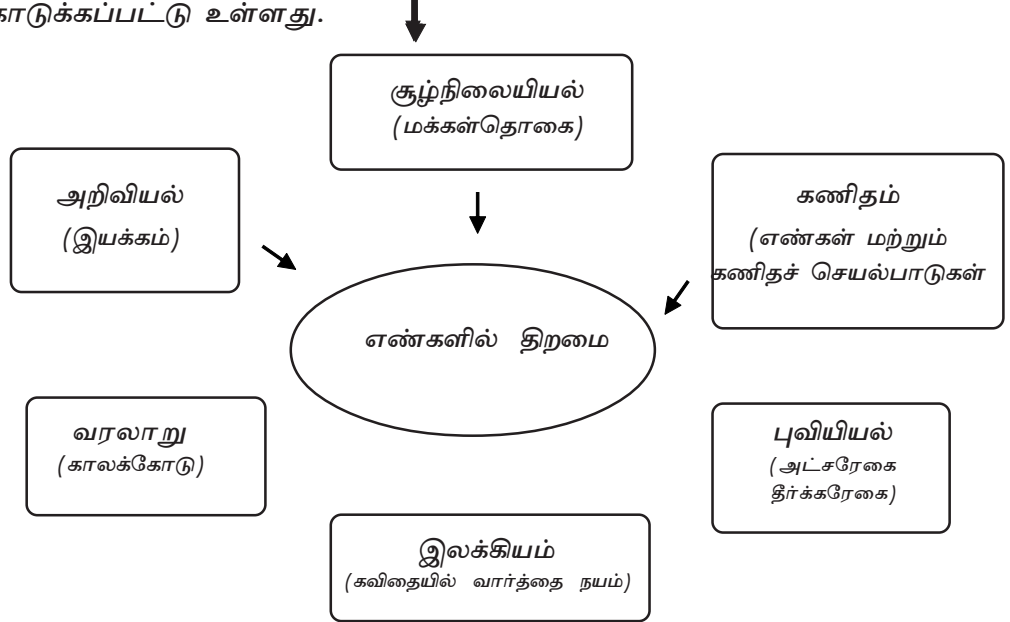 காடுக்கப்பட்டு உள்ளது.
சூழ்நிலையியல்
(மக்கள்தொகை)
அறிவியல்
(இயக்கம்)
கணிதம்
(எண்கள் மற்றும்
கணிதச் செயல்பாடுகள்
எண்களில் திறமை
வரலாறு
(காலக்கோடு)
புவியியல்
(அட்சரேகை
தீர்க்கரேகை)
இலக்கியம்
(கவிதையில் வார்த்தை நயம்)